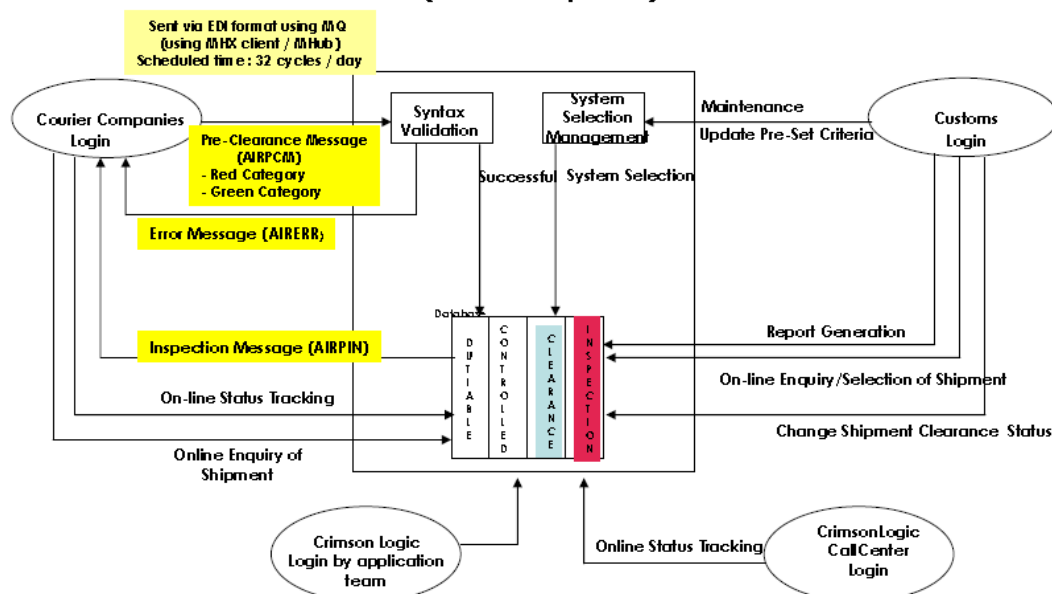 Sent via EDI format using MQ
(using MHX client / MHub)
Scheduled time: 32 cycles / day
Courier Companies
Login
Syntax
Validation
System
Selection
Management
Maintenance
Update Pre-Set Criteria
Customs
Login
Pre-Clearance Message
(AIRPCM)
- Red Category
- Green Category
Successful
System Selection
Error Message (AIRERR)
Databas
DUTIABLE
CONTROLLED
CLEARANCE
INSPECTION
Inspection Message (AIRPIN)
Report Generation
On-line Enquiry/Selection of Shipment
On-line Status Tracking
Change Shipment Clearance Status
Online Enquiry of
Shipment
Crimson Logic
Login by application
team
Online Status Tracking
CrimsonLogic
CallCenter
Login